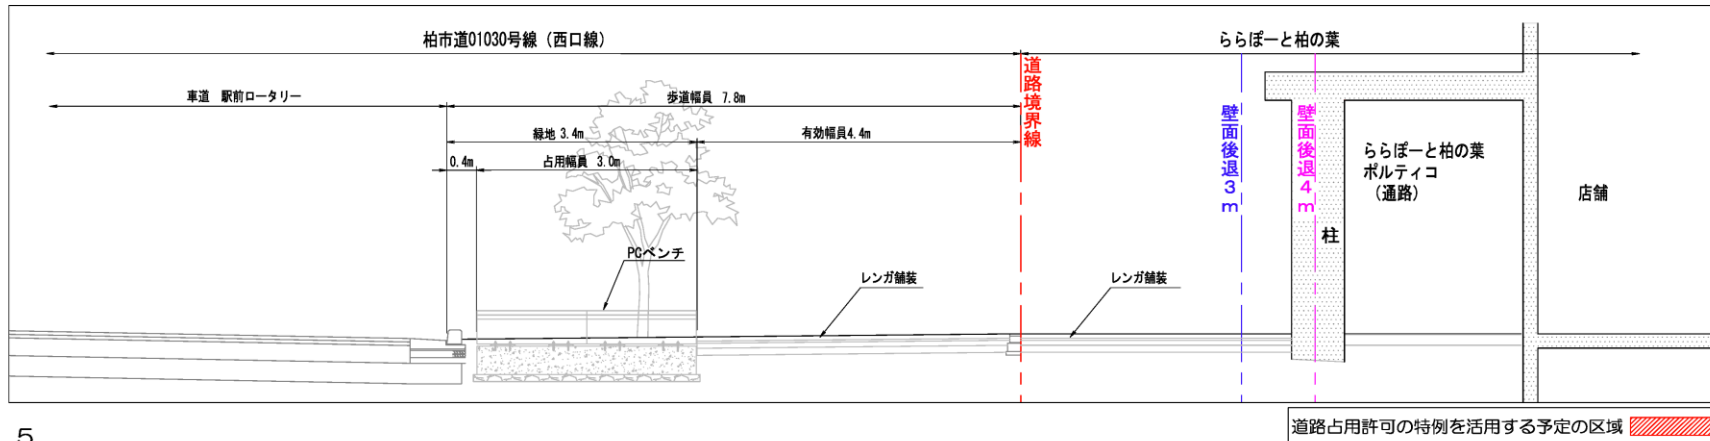 柏市道01030号線（西口線）
ららぽーと柏の葉
車道　駅前ロータリー
歩道幅員 7.8m
緑地 3.4m
有効幅員4.4m
0.4m
占用幅員 3.0m
道路境界線
壁面後退3m
壁面後退4m
ららぽーと柏の葉
ポルティコ
（通路）
店舗
柱
PCベンチ
レンガ舗装
レンガ舗装
道路占用許可の特例を活用する予定の区域
5